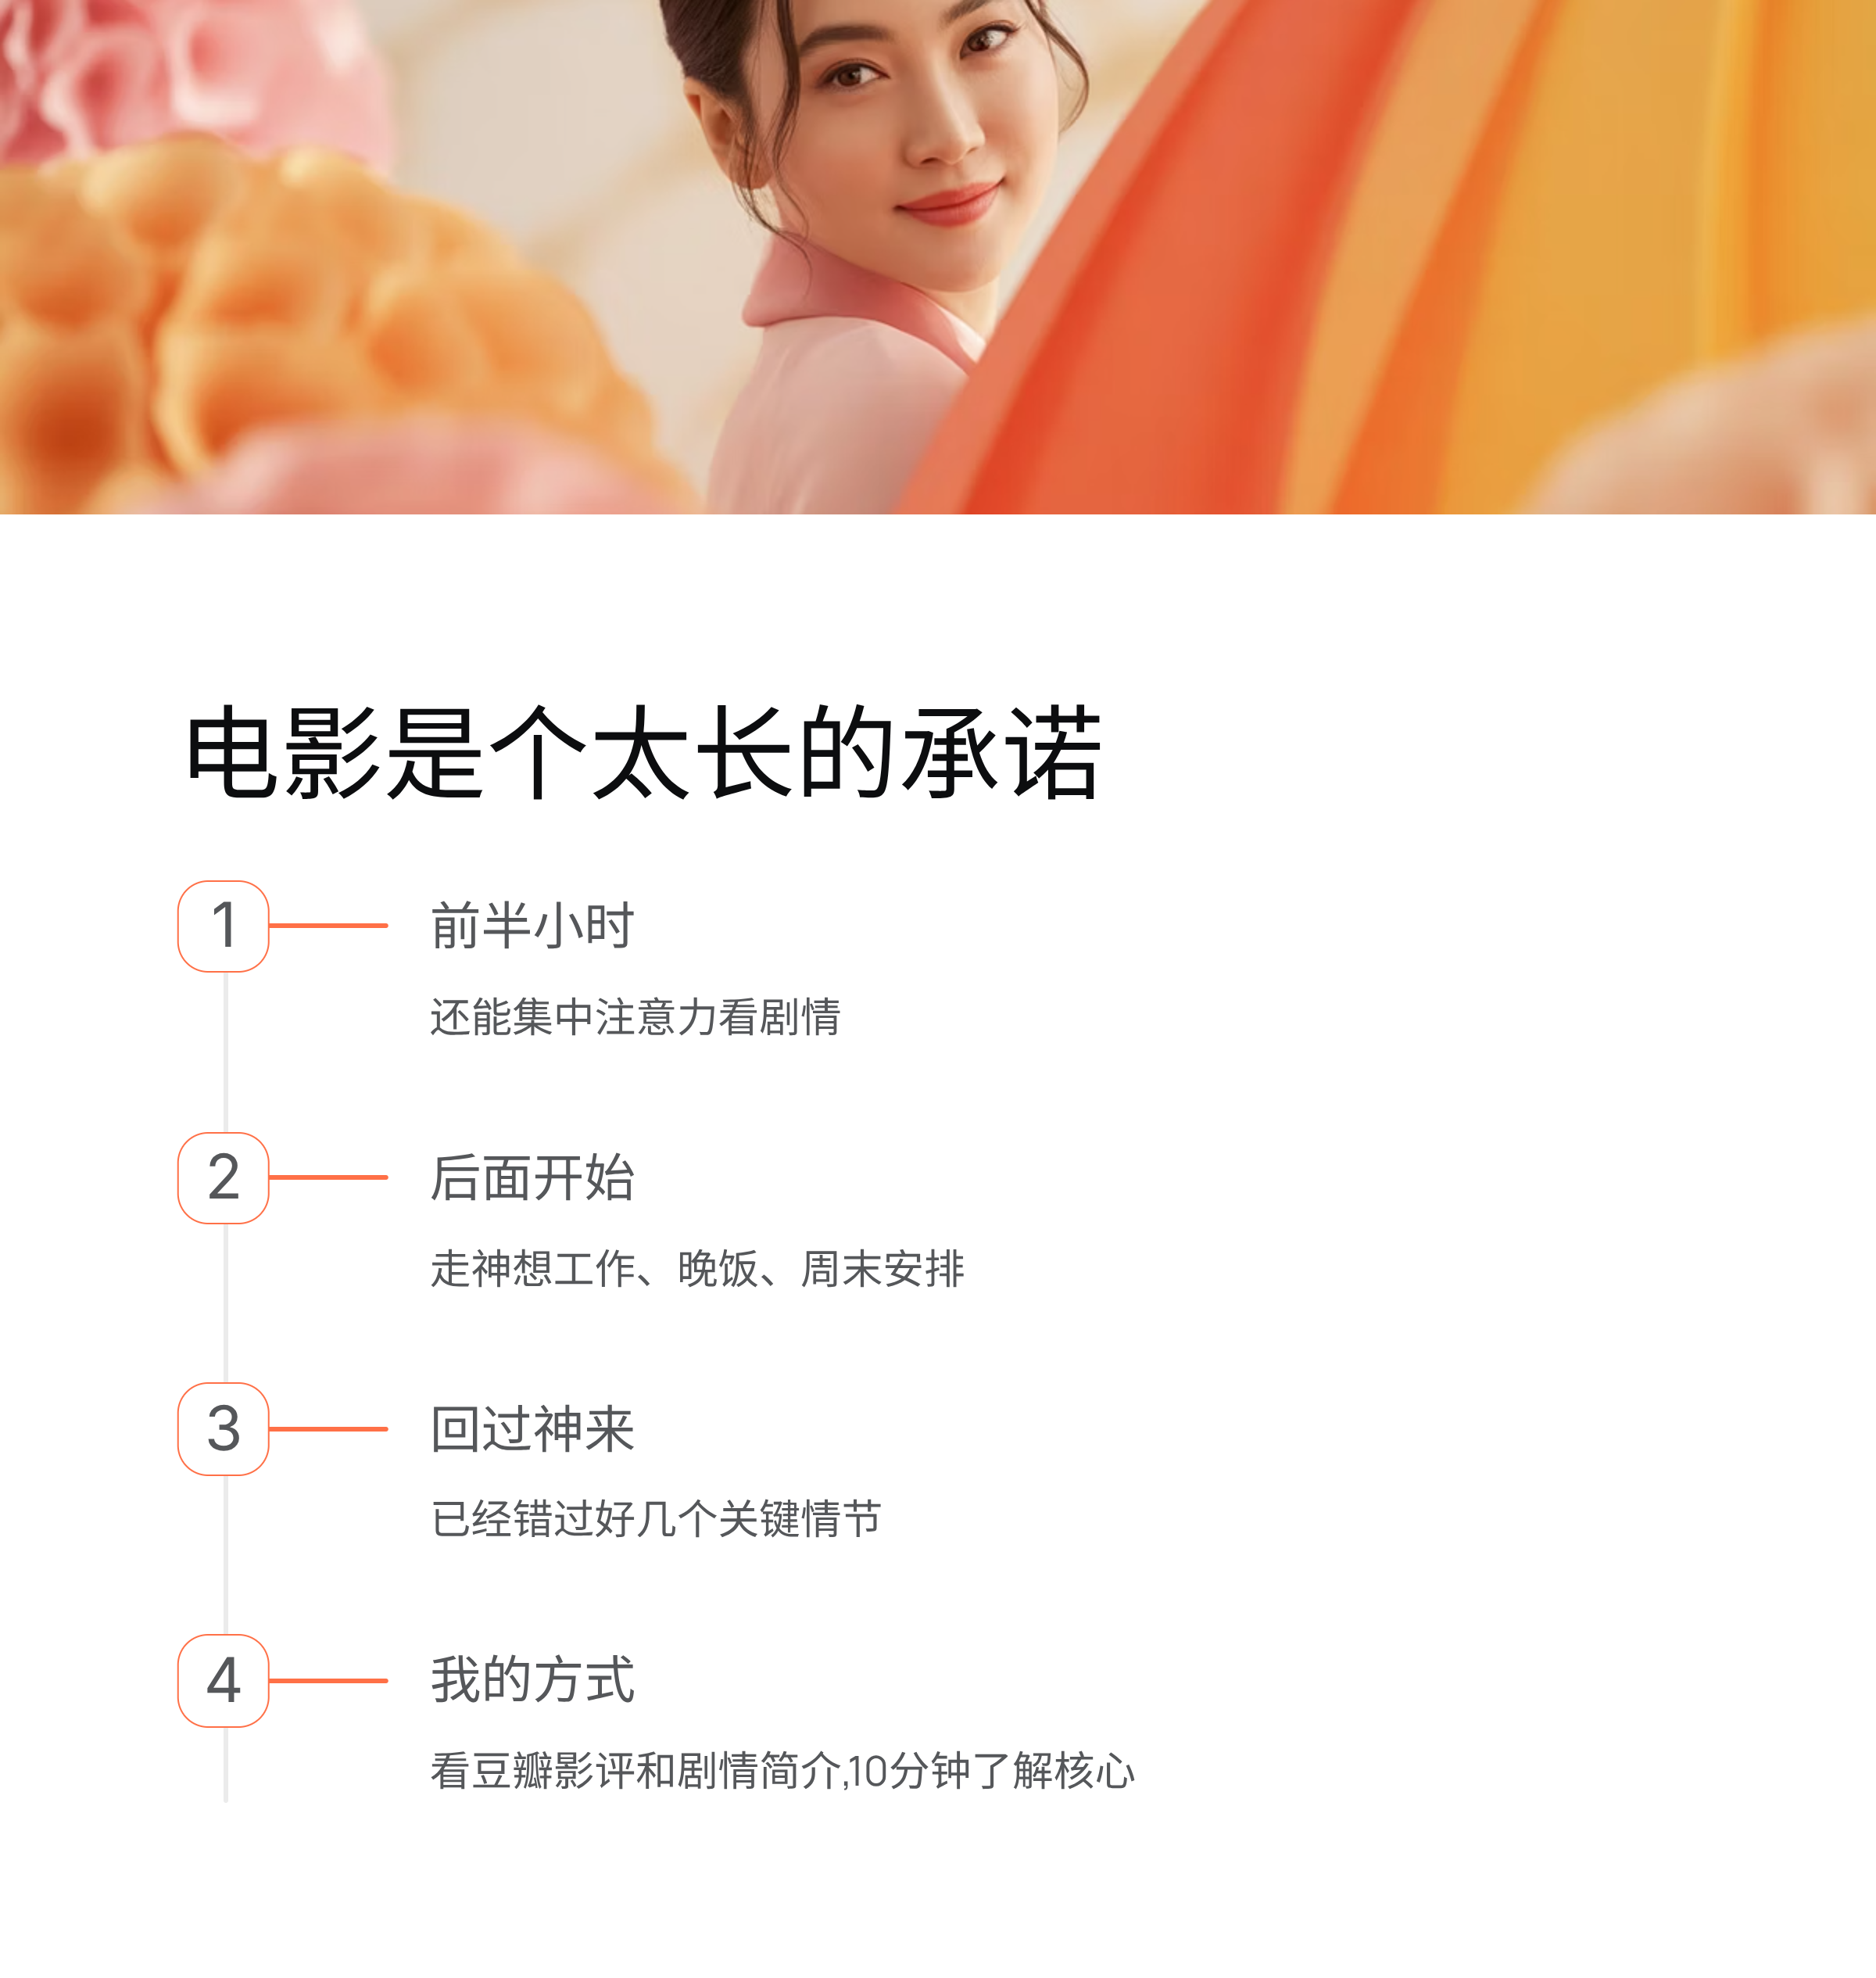 电影是个太长的承诺
1
前半小时
还能集中注意力看剧情
2
后面开始
走神想工作、晚饭、周末安排
3
回过神来
已经错过好几个关键情节
4
我的方式
看豆瓣影评和剧情简介,10分钟了解核心